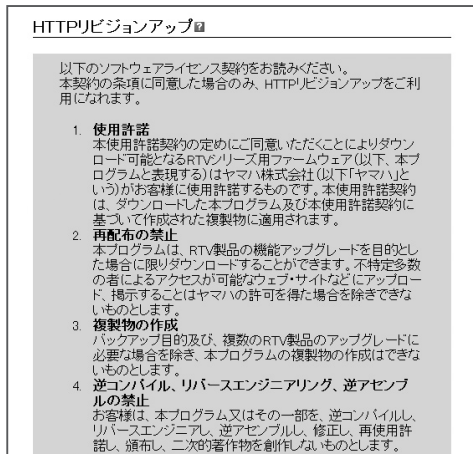 HTTPリビジョンアップ?
以下のソフトウェアライセンス契約をお読みください。
本契約の条項に同意した場合のみ、HTTPリビジョンアップをご利
用になれます。
1. 使用許諾
本使用許諾契約の定めにご同意いただくことによりダウン
ロード可能となるRTVシリーズ用ファームウェア(以下、本プ
ログラムと表現する)はヤマハ株式会社(以下「ヤマハ」と
いう)がお客様に使用許諾するものです。本使用許諾契約
は、ダウンロードした本プログラム及び本使用許諾契約に
基づいて作成された複製物に適用されます。
2. 再配布の禁止
本プログラムは、RTV製品の機能アップグレードを目的とし
た場合に限りダウンロードすることができます。不特定多数
の者によるアクセスが可能なウェブ・サイトなどにアップロー
ド、掲示することはヤマハの許可を得た場合を除きできな
いものとします。
3. 複製物の作成
バックアップ目的及び、複数のRTV製品のアップグレードに
必要な場合を除き、本プログラムの複製物の作成はできな
いものとします。
4. 逆コンパイル、リバースエンジニアリング、逆アセンブ
ルの禁止
お客様は、本プログラム又はその一部を、逆コンパイルし、
リバースエンジニアし、逆アセンブルし、修正し、再使用許
諾し、頒布し、二次的著作物を創作しないものとします。